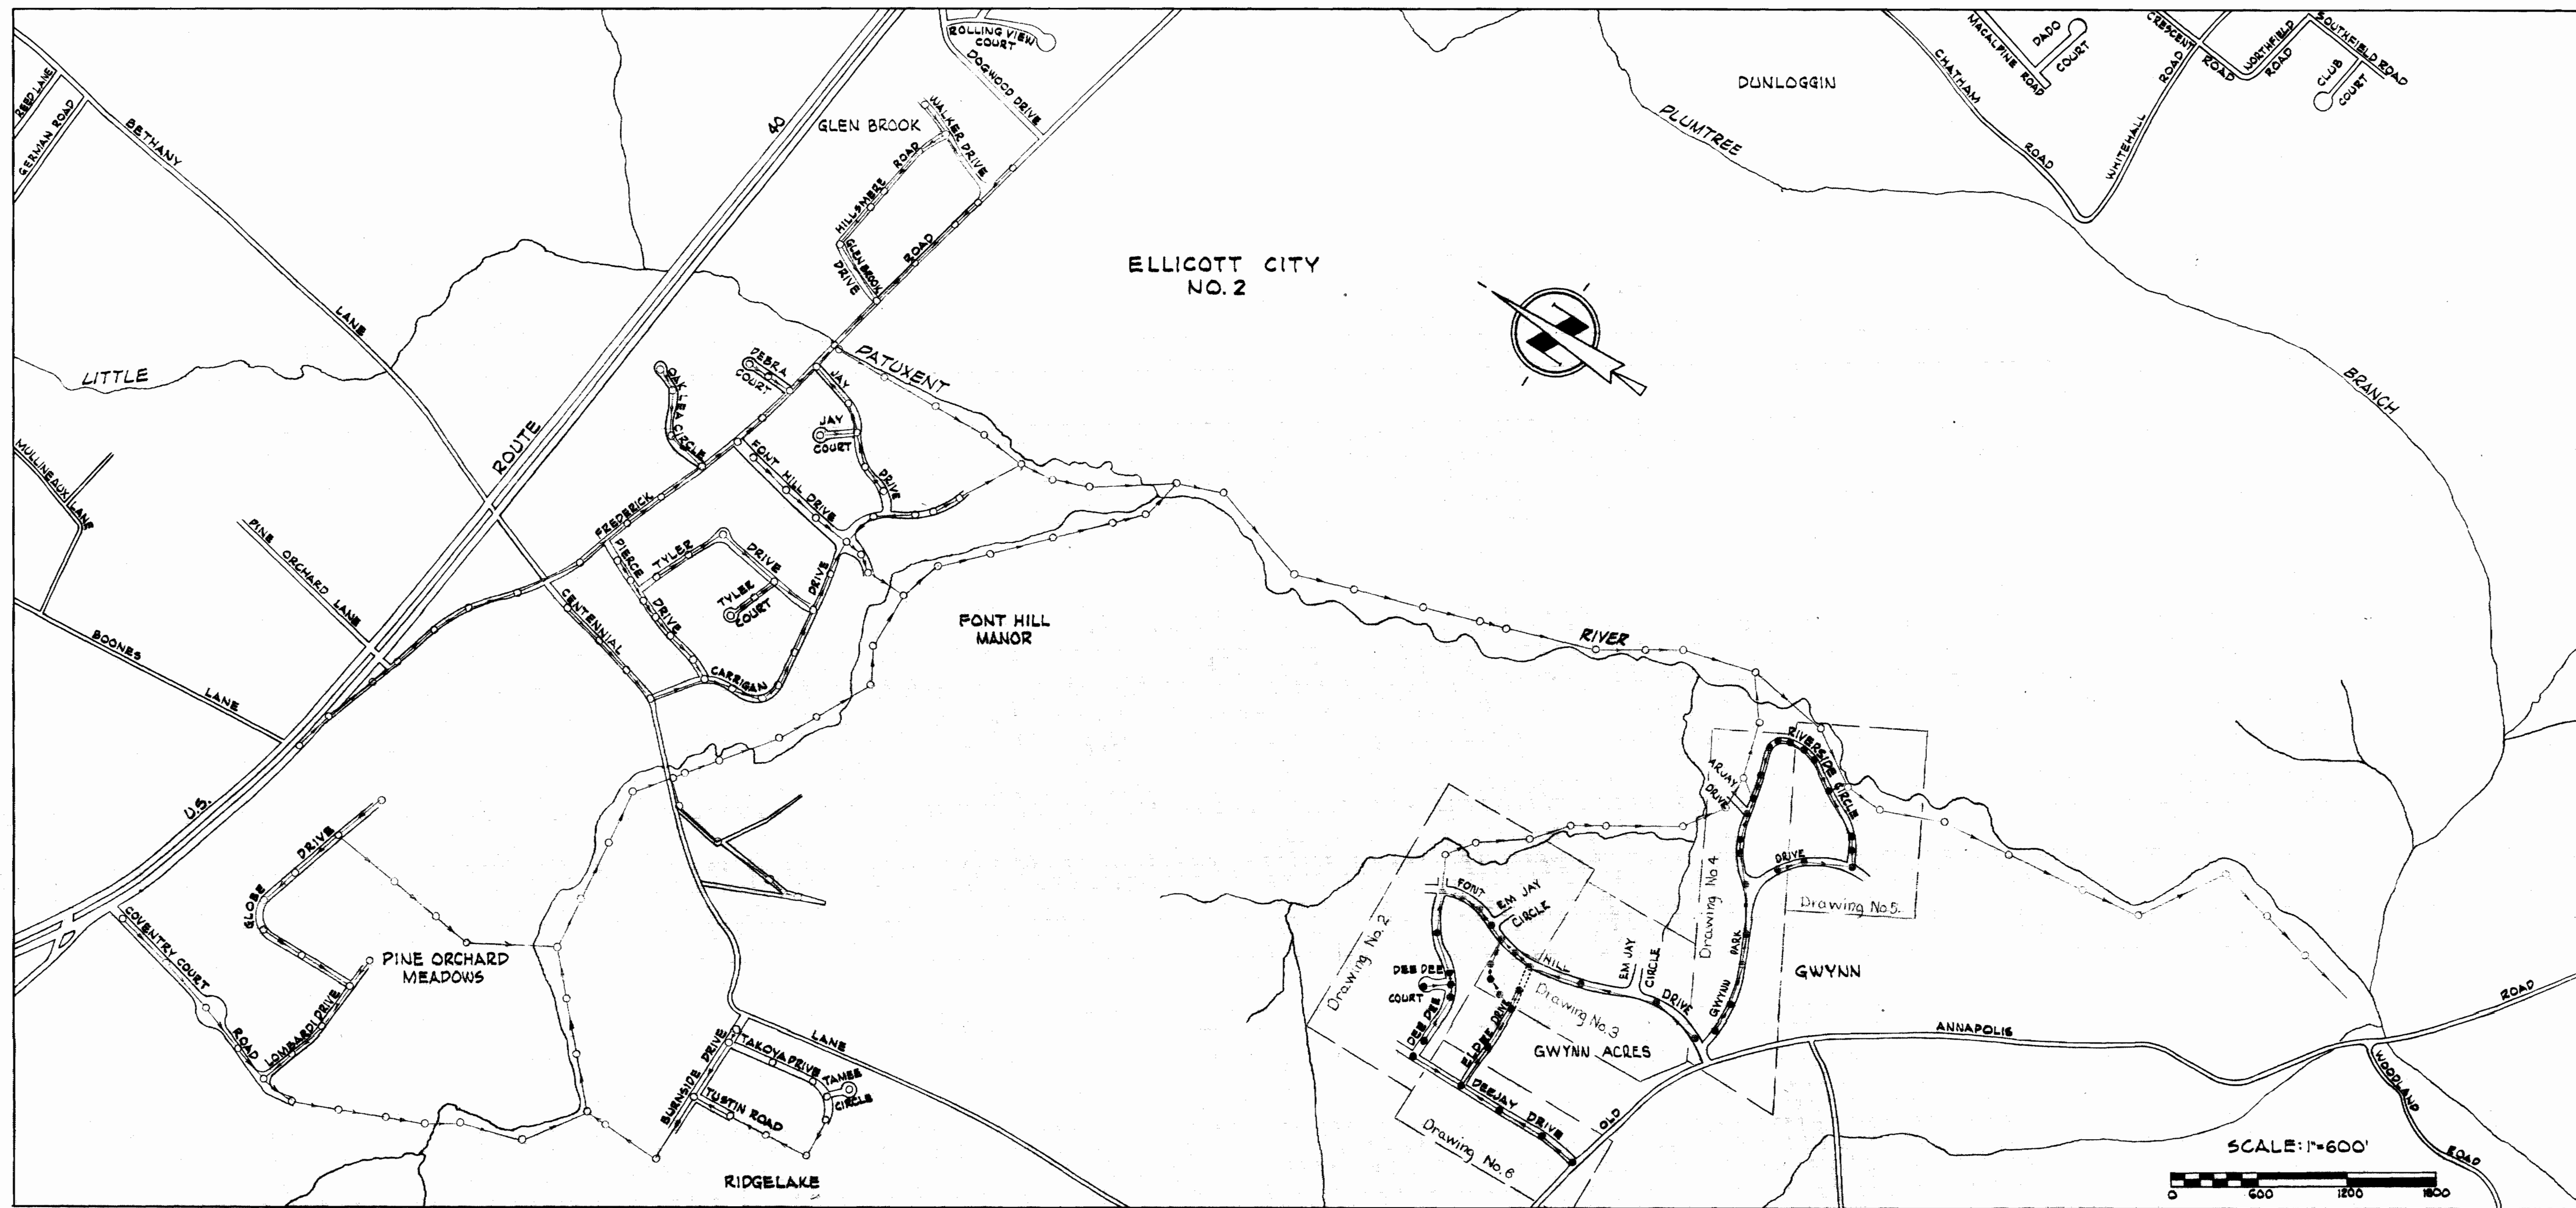 ROLLING VIEW
COURT
DOGWOOD DRIVE
MACALPINE ROAD
DADO
COURT
CRESCENT
ROAD
NORTHFIELD
ROAD
SOUTHFIELD ROAD
CLUB
COURT
CHATHAM
ROAD
WHITEHALL
ROAD
DUNLOGGIN
PLUMTREE
BRANCH
REED LANE
GERMAN ROAD
BETHANY
LANE
40
GLEN BROOK
WALKER DRIVE
HILLSMERE
ROAD
GLEN BROOK
DRIVE
ROAD
ELLICOTT CITY
NO. 2
LITTLE
PATUXENT
DEBRA
COURT
OAK LEA CIRCLE
JAY
JAY
COURT
DRIVE
FONT
HILL DRIVE
ROUTE
FREDERICK
MULLINEAUX LANE
PINE ORCHARD LANE
PIERCE
DRIVE
TYLER
DRIVE
TYLER
COURT
DRIVE
CENTENNIAL
CARRIGAN
FONT HILL
MANOR
RIVER
BOONES
LANE
U.S.
GLOBE
DRIVE
COVENTRY COURT
ROAD
LOMBARDI DRIVE
PINE ORCHARD
MEADOWS
BURNSIDE
DRIVE
TAKOYA DRIVE
TAMEE
CIRCLE
TUSTIN ROAD
LANE
RIDGELAKE
RIVERSIDE CIRCLE
ARJAY
DRIVE
DRIVE
Drawing No 4
Drawing No 5.
FONT
EM JAY
CIRCLE
HILL
EM JAY
CIRCLE
DRIVE
GWYNN
PARK
GWYNN
Drawing No. 2
DEE DEE
COURT
DEE DEE
ELDEE DRIVE
Drawing No. 3
GWYNN ACRES
DEEJAY DRIVE
Drawing No. 6
OLD
ANNAPOLIS
ROAD
WOODLAND
ROAD
SCALE: 1"=600'
0 600 1200 1800